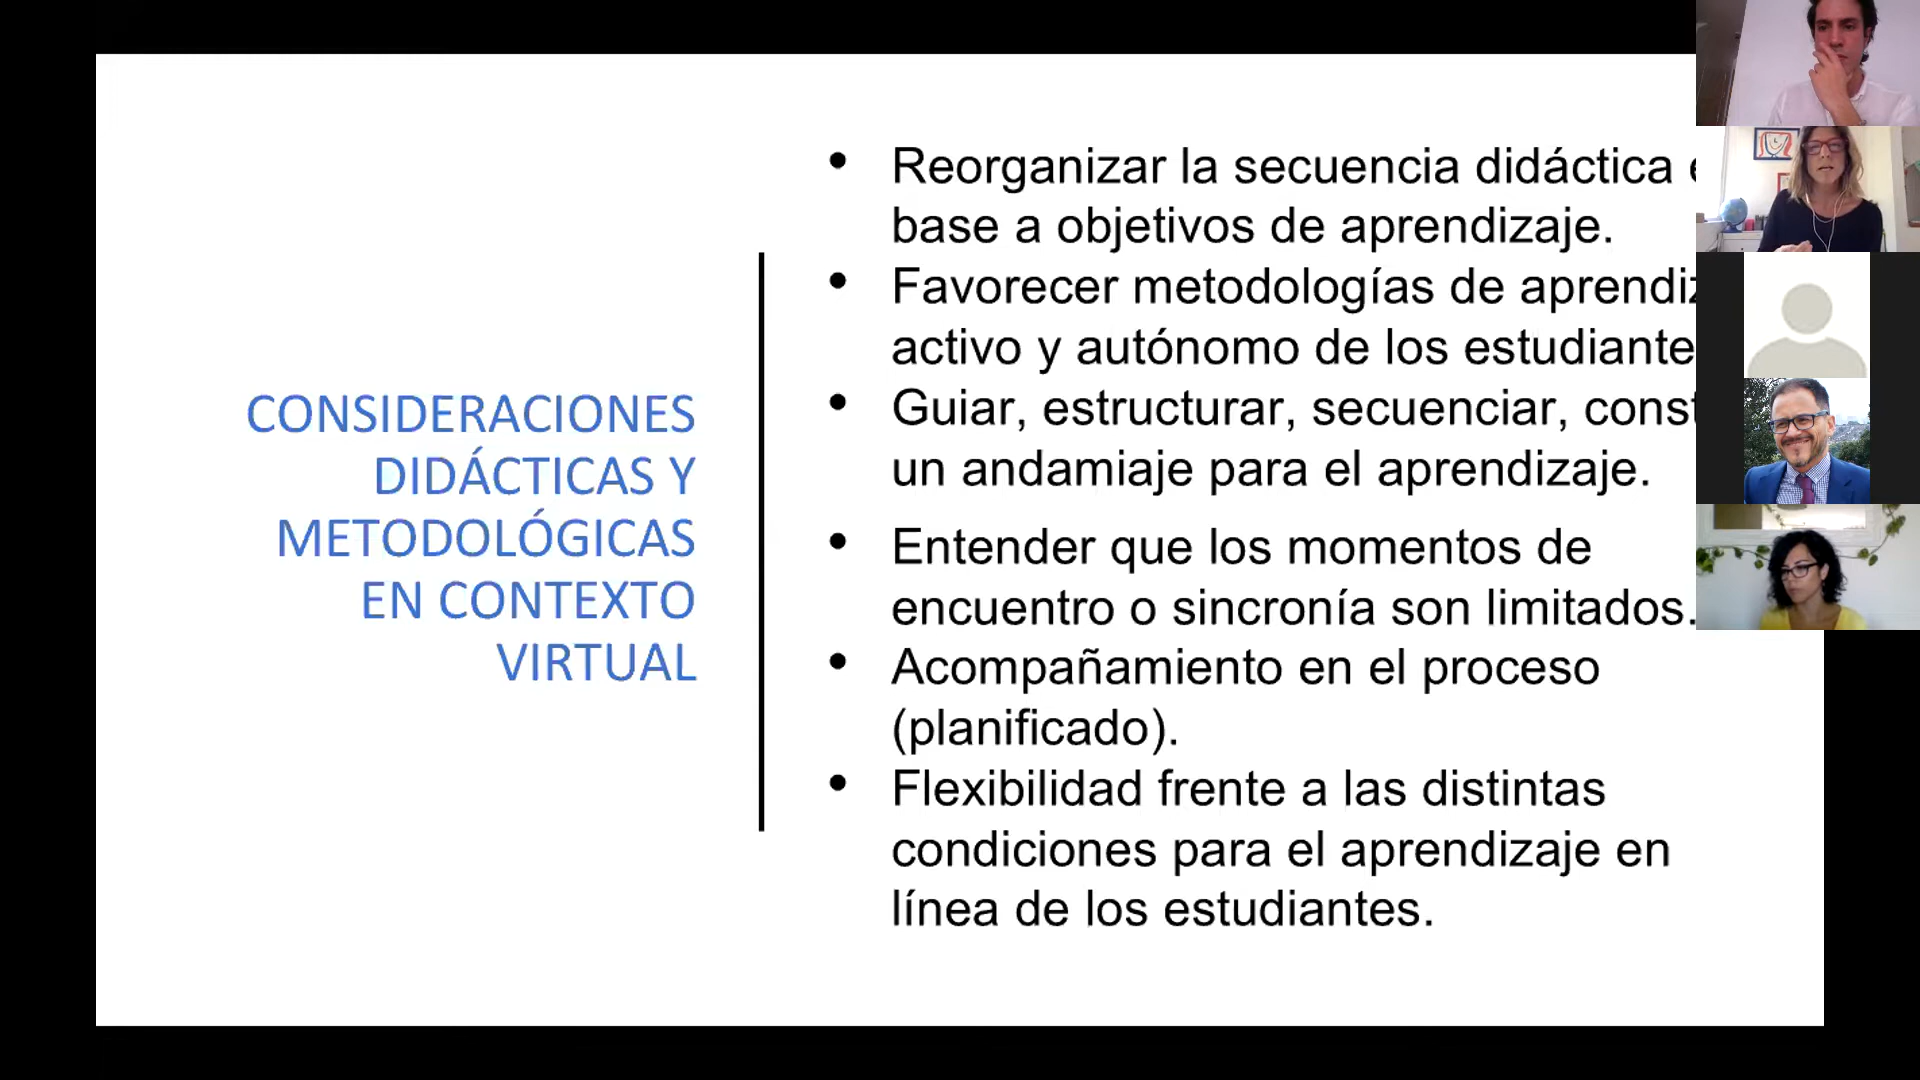 CONSIDERACIONES
DIDÁCTICAS Y
METODOLÓGICAS
EN CONTEXTO
VIRTUAL
• Reorganizar la secuencia didáctica
base a objetivos de aprendizaje.
• Favorecer metodologías de
activo y autónomo de los
• Guiar, estructurar, secuenciar,
un andamiaje para el aprendizaje.
• Entender que los momentos de
encuentro o sincronía son limitados.
• Acompañamiento en el proceso
(planificado).
• Flexibilidad frente a las distintas
condiciones para el aprendizaje en
línea de los estudiantes.